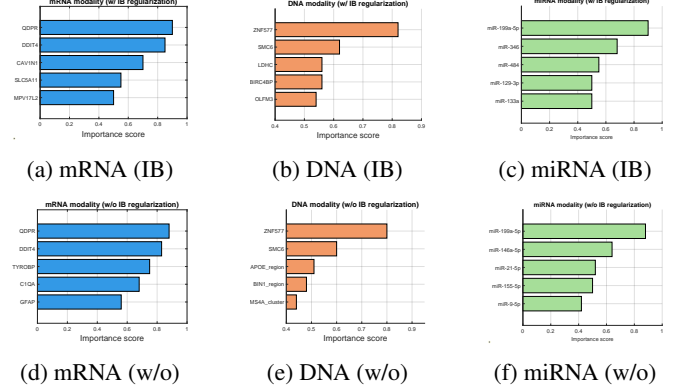 mRNA modality (w/ IB regularization)
QDPR
DDIT4
CAV1N1
SLC5A11
MPV17L2
0 0.2 0.4 0.6 0.8 1
Importance score
DNA modality (w/ IB regularization)
ZNF577
SMC6
LDHC
BIRC4BP
OLFM3
0.4 0.5 0.6 0.7 0.8 0.9
Importance score
miRNA modality (w/ IB regularization)
miR-199a-5p
miR-346
miR-484
miR-129-3p
miR-133a
0 0.2 0.4 0.6 0.8 1
Importance score
(a) mRNA (IB)
(b) DNA (IB)
(c) miRNA (IB)
mRNA modality (w/o IB regularization)
QDPR
DDIT4
TYROBP
C1QA
GFAP
0 0.2 0.4 0.6 0.8 1
Importance score
DNA modality (w/o IB regularization)
ZNF577
SMC6
APOE_region
BIN1_region
MS4A_cluster
0.4 0.5 0.6 0.7 0.8 0.9
Importance score
miRNA modality (w/o IB regularization)
miR-199a-5p
miR-146a-5p
miR-21-5p
miR-155-5p
miR-9-5p
0 0.2 0.4 0.6 0.8 1
Importance score
(d) mRNA (w/o)
(e) DNA (w/o)
(f) miRNA (w/o)